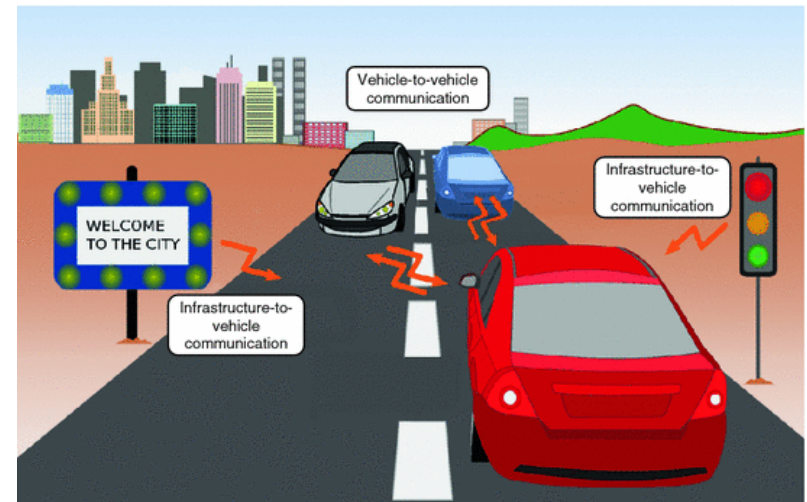 Vehicle-to-vehicle
communication
Infrastructure-to-
vehicle
communication
WELCOME
TO THE CITY
Infrastructure-to-
vehicle
communication